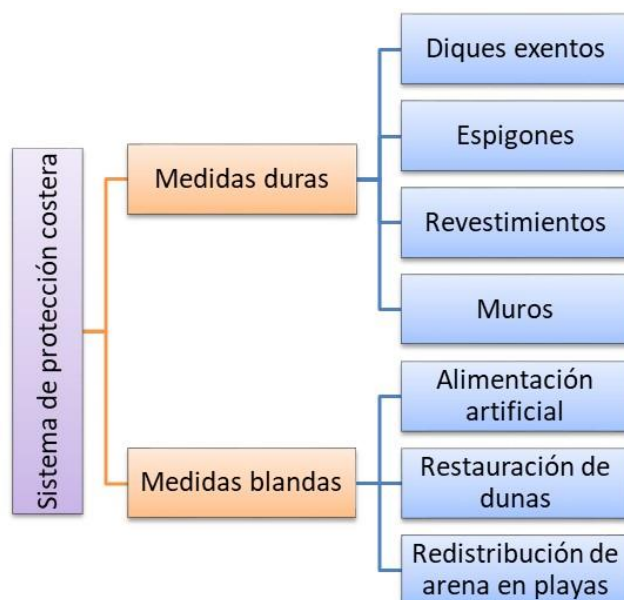 Sistema de protección costera
Medidas duras
Diques exentos
Espigones
Revestimientos
Muros
Medidas blandas
Alimentación
artificial
Restauración de
dunas
Redistribución de
arena en playas